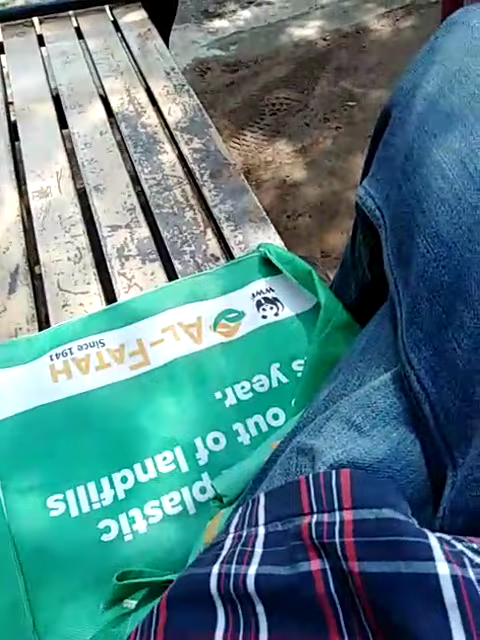 plastic
out of landfills
s year.
WWF
AL-FATAH
Since 1941